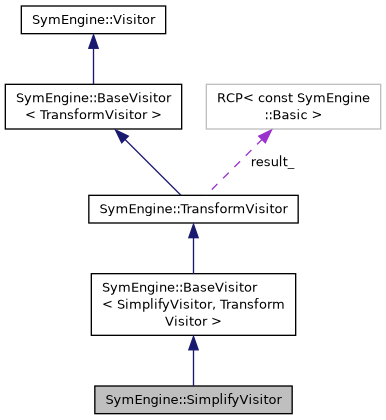 SymEngine::Visitor
SymEngine::BaseVisitor
< TransformVisitor >
RCP< const SymEngine
::Basic >
result_
SymEngine::TransformVisitor
SymEngine::BaseVisitor
< SimplifyVisitor, Transform
Visitor >
SymEngine::SimplifyVisitor